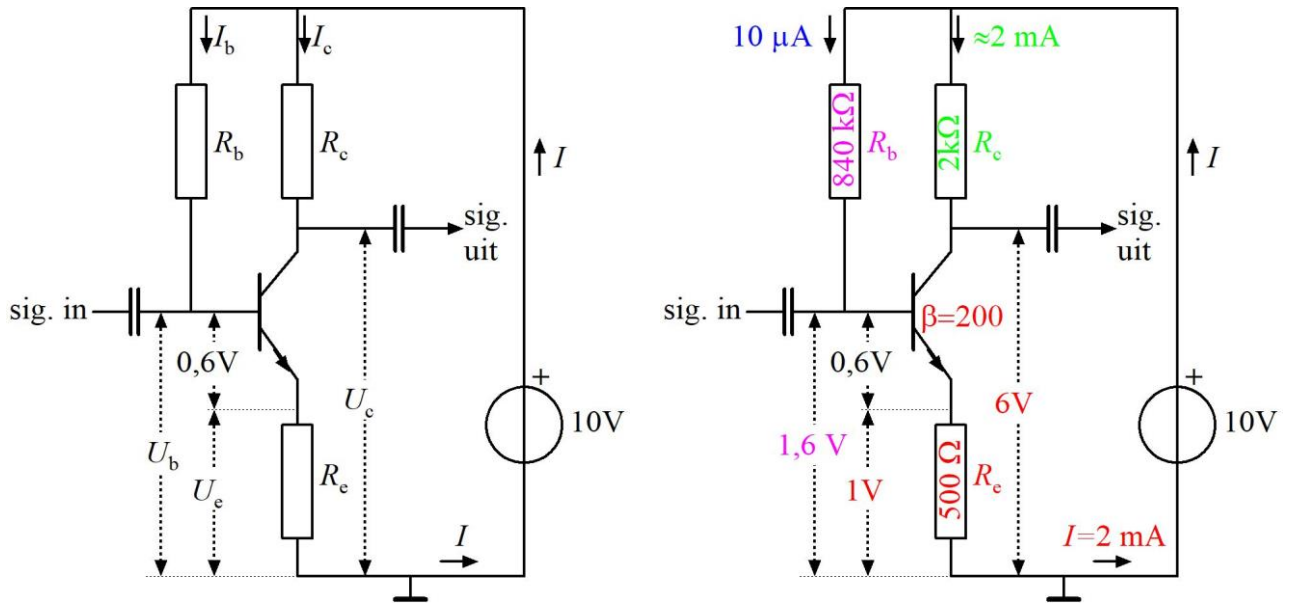 I_b
I_c
R_b
R_c
I
sig.
uit
sig. in
0,6V
U_c
+
10V
U_b
U_e
R_e
I
10 µA
≈2 mA
840 kΩ
R_b
2kΩ
R_c
I
sig.
uit
sig. in
β=200
0,6V
6V
+
10V
1,6 V
1V
500 Ω
R_e
I=2 mA